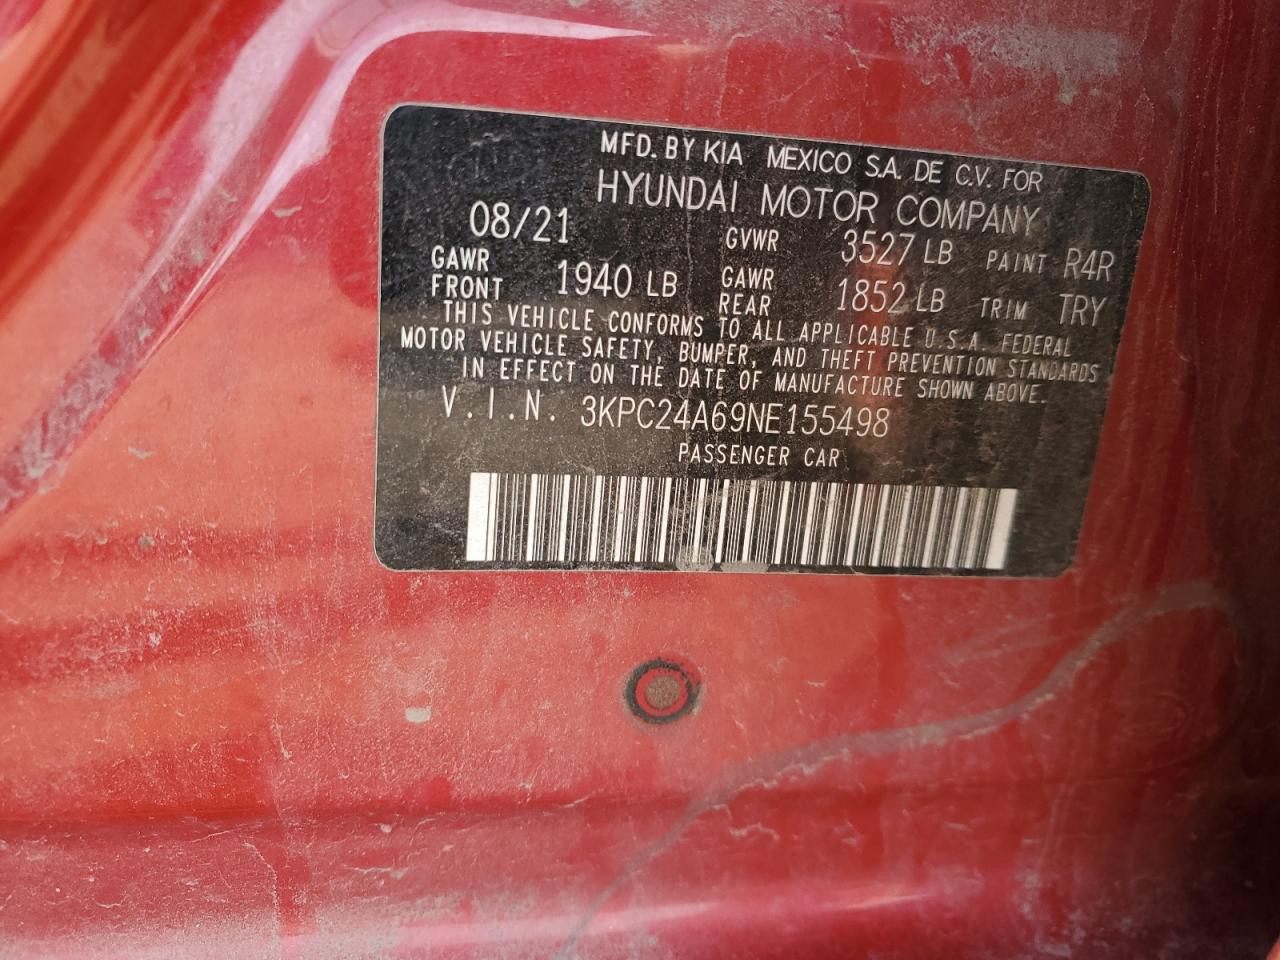 MFD. BY KIA MEXICO S.A. DE C.V. FOR
HYUNDAI MOTOR COMPANY
08/21 GVWR 3527 LB PAINT R4R
GAWR FRONT 1940 LB GAWR REAR 1852 LB TRIM TRY
THIS VEHICLE CONFORMS TO ALL APPLICABLE U.S.A. FEDERAL
MOTOR VEHICLE SAFETY, BUMPER, AND THEFT PREVENTION STANDARDS
IN EFFECT ON THE DATE OF MANUFACTURE SHOWN ABOVE.
V.I.N. 3KPC24A69NE155498
PASSENGER CAR